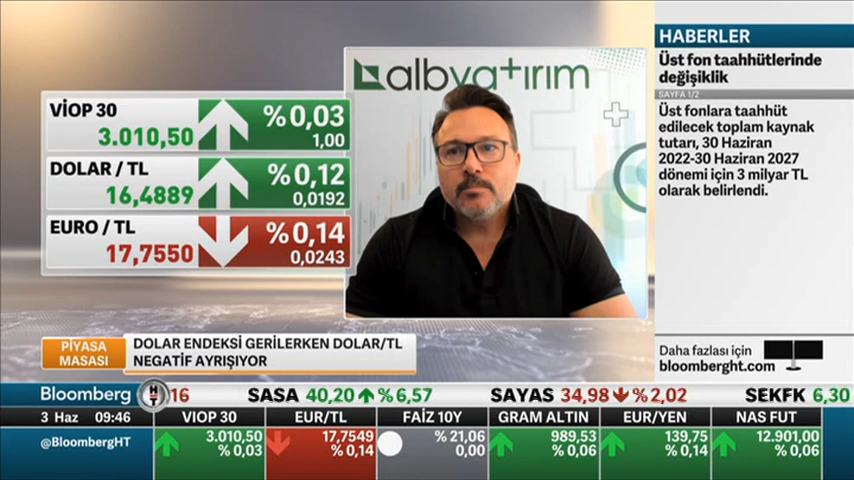 albyatırım
VİOP 30
3.010,50
%0,03
1,00
DOLAR / TL
16,4889
%0,12
0,0192
EURO / TL
17,7550
%0,14
0,0243
PİYASA
MASASI
DOLAR ENDEKSİ GERİLERKEN DOLAR/TL
NEGATİF AYRIŞIYOR
HABERLER
Üst fon taahhütlerinde
değişiklik
SAYFA 1/2
Üst fonlara taahhüt
edilecek toplam kaynak
tutarı, 30 Haziran
2022-30 Haziran 2027
dönemi için 3 milyar TL
olarak belirlendi.
Daha fazlası için
bloomberght.com
Bloomberg HT 16 SASA 40,20 %6,57 SAYAS 34,98 %2,02 SEKFK 6,30
3 Haz 09:46
@BloombergHT
VIOP 30
3.010,50
% 0,03
EUR/TL
17,7549
% 0,14
FAİZ 10Y
% 21,06
0,00
GRAM ALTIN
989,53
% 0,06
EUR/YEN
139,75
% 0,14
NAS FUT
12.901,00
% 0,06